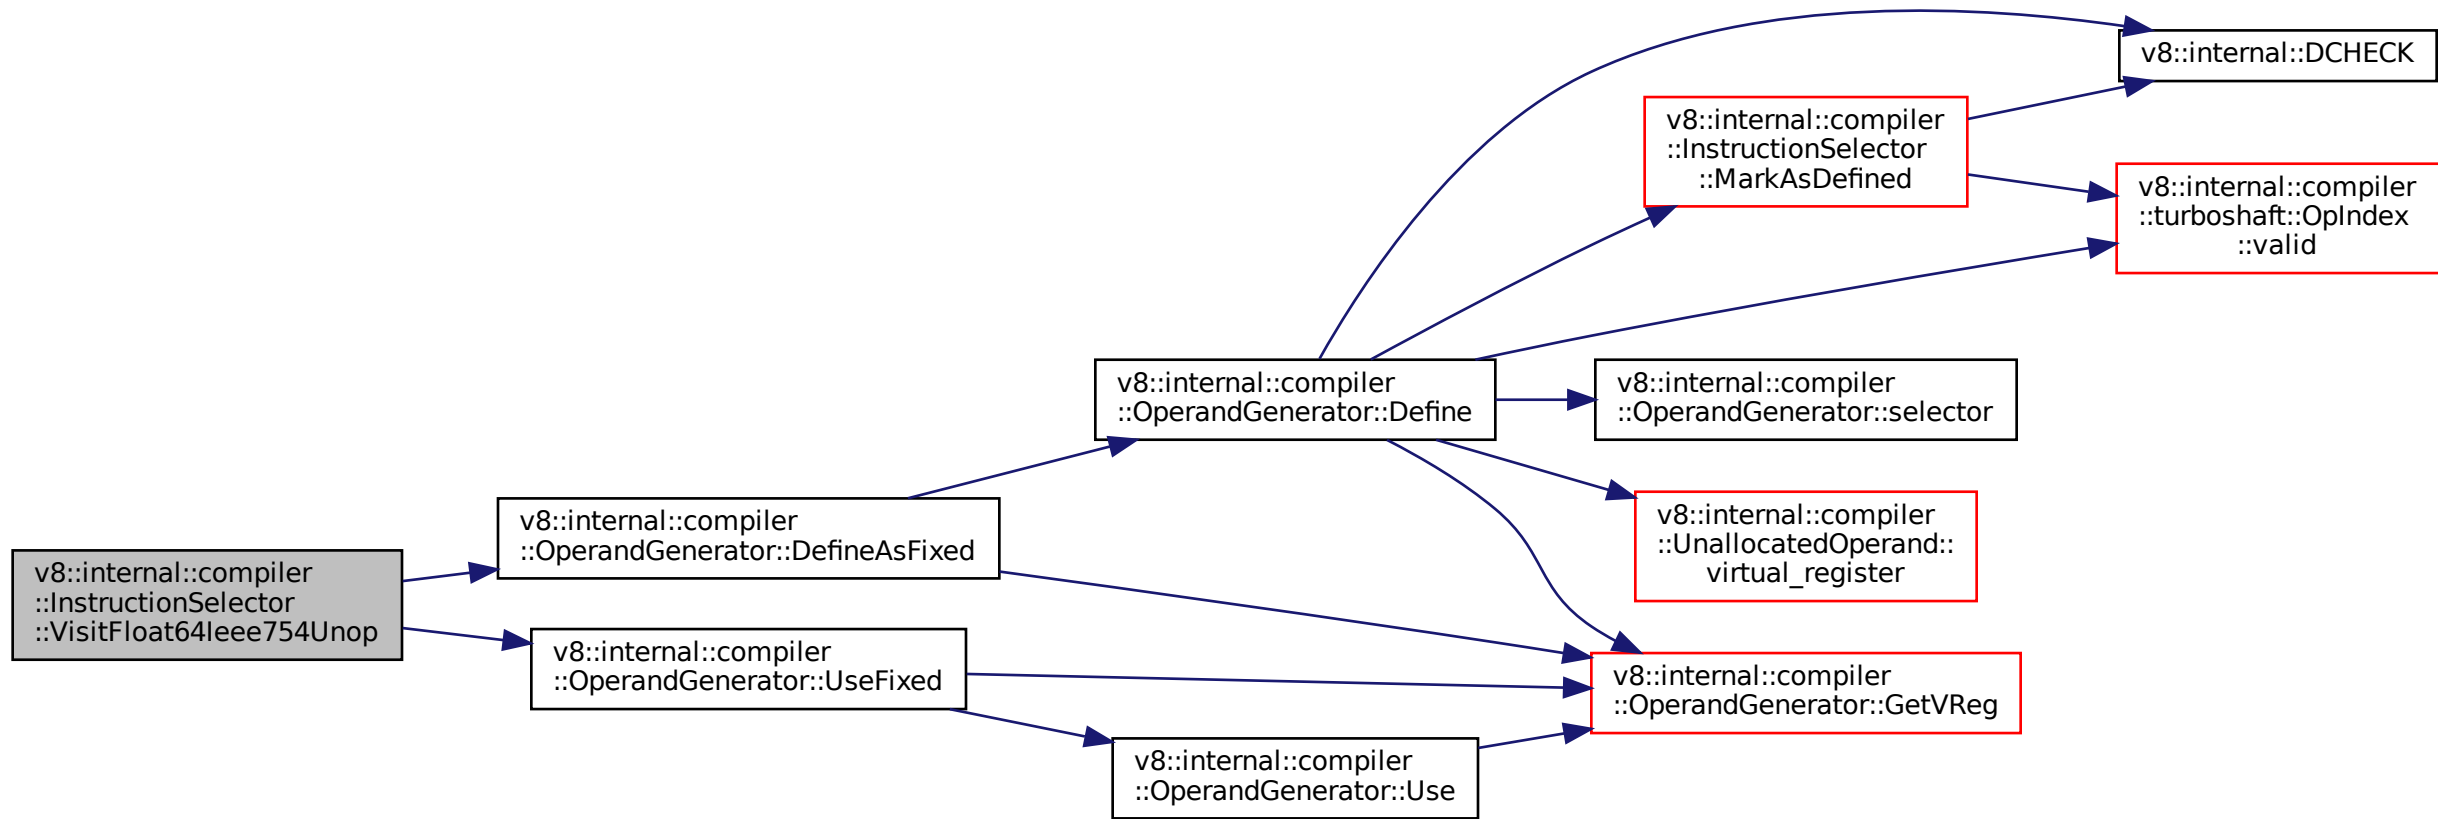 v8::internal::DCHECK
v8::internal::compiler
::InstructionSelector
::MarkAsDefined
v8::internal::compiler
::turboshaft::OpIndex
::valid
v8::internal::compiler
::OperandGenerator::Define
v8::internal::compiler
::OperandGenerator::selector
v8::internal::compiler
::OperandGenerator::DefineAsFixed
v8::internal::compiler
::UnallocatedOperand::
virtual_register
v8::internal::compiler
::InstructionSelector
::VisitFloat64Ieee754Unop
v8::internal::compiler
::OperandGenerator::UseFixed
v8::internal::compiler
::OperandGenerator::GetVReg
v8::internal::compiler
::OperandGenerator::Use